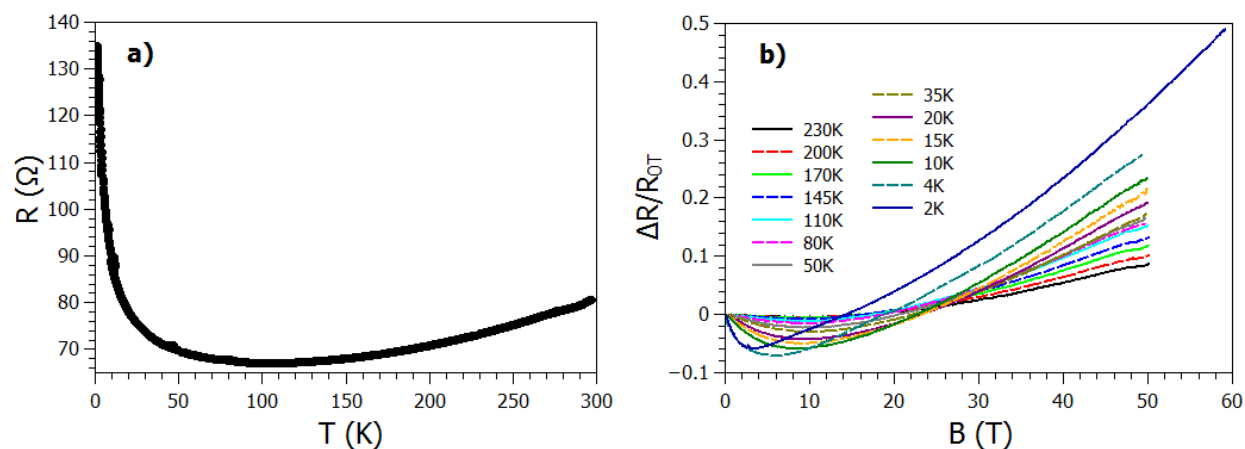 a)
R (Ω)
140
130
120
110
100
90
80
70
0
50
100
150
200
250
300
T (K)
b)
ΔR/R0T
0.5
0.4
0.3
0.2
0.1
0
−0.1
230K
200K
170K
145K
110K
80K
50K
35K
20K
15K
10K
4K
2K
0
10
20
30
40
50
60
B (T)